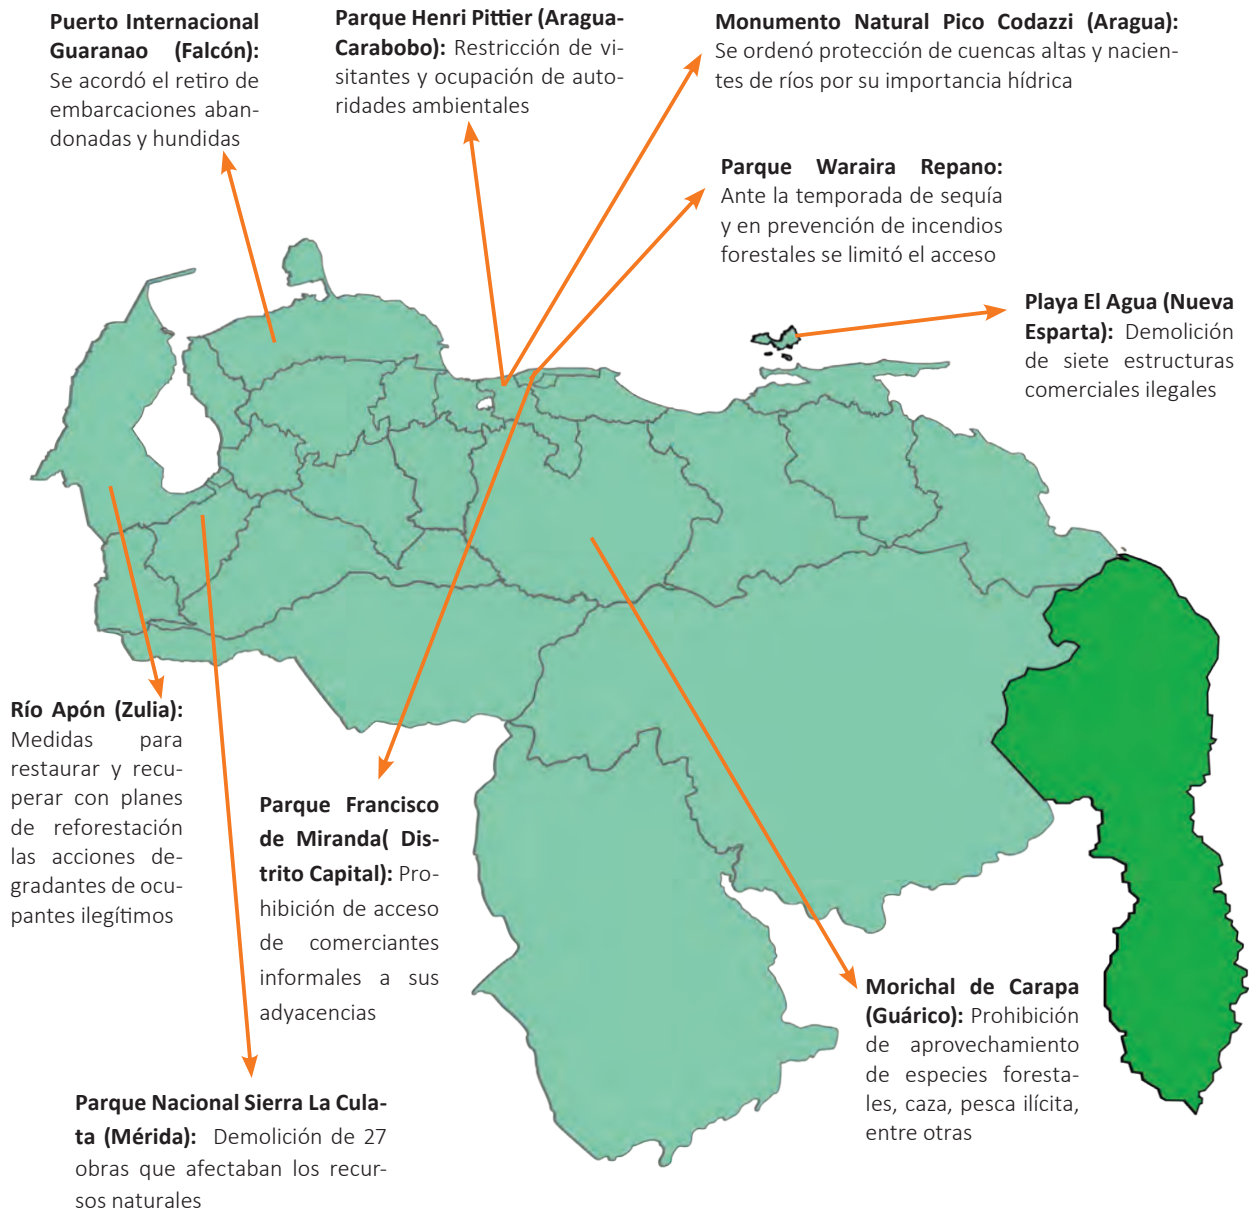 Puerto Internacional
Guaranao (Falcón):
Se acordó el retiro de
embarcaciones aban-
donadas y hundidas
Parque Henri Pittier (Aragua-
Carabobo): Restricción de vi-
sitantes y ocupación de auto-
ridades ambientales
Monumento Natural Pico Codazzi (Aragua):
Se ordenó protección de cuencas altas y nacien-
tes de ríos por su importancia hídrica
Parque Waraira Repano:
Ante la temporada de sequía
y en prevención de incendios
forestales se limitó el acceso
Playa El Agua (Nueva
Esparta): Demolición
de siete estructuras
comerciales ilegales
Río Apón (Zulia):
Medidas para
restaurar y recu-
perar con planes
de reforestación
las acciones de-
gradantes de ocu-
pantes ilegítimos
Parque Francisco
de Miranda( Dis-
trito Capital): Pro-
hibición de acceso
de comerciantes
informales a sus
adyacencias
Morichal de Carapa
(Guárico): Prohibición
de aprovechamiento
de especies foresta-
les, caza, pesca ilícita,
entre otras
Parque Nacional Sierra La Cula-
ta (Mérida): Demolición de 27
obras que afectaban los recur-
sos naturales